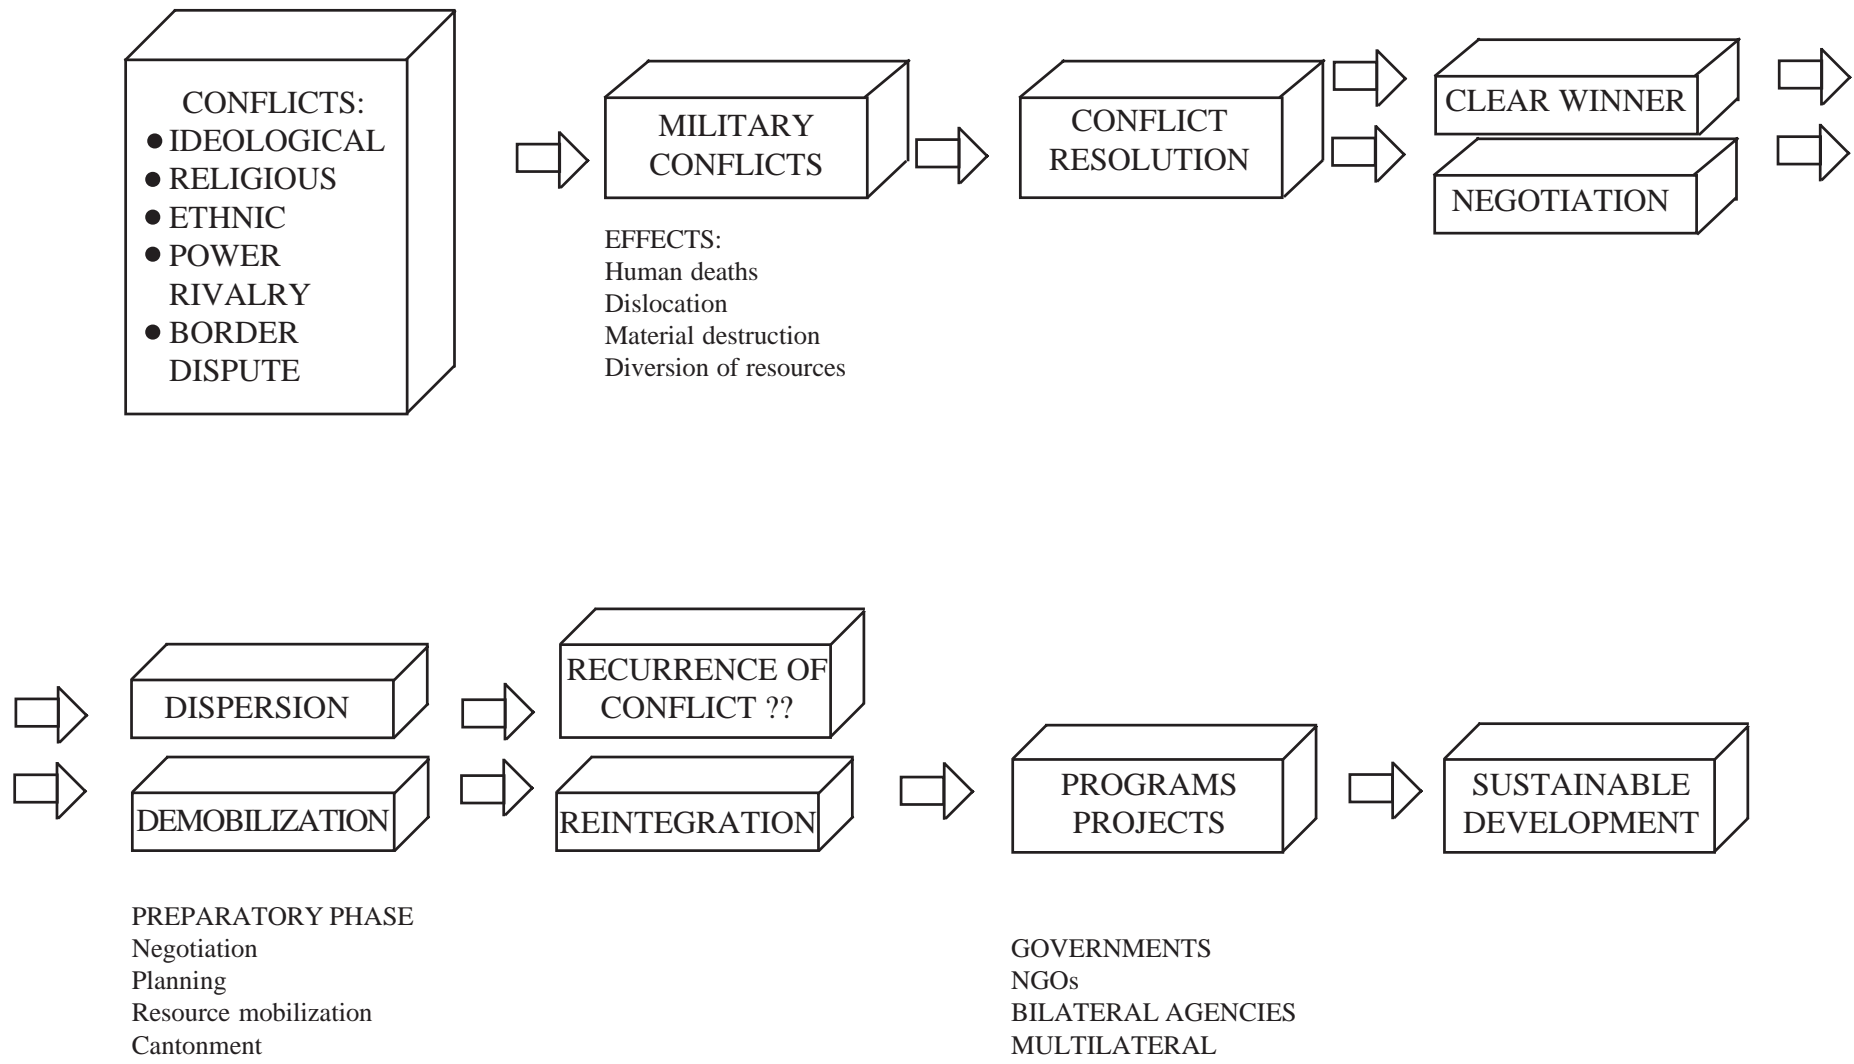 CONFLICTS:
● IDEOLOGICAL
● RELIGIOUS
● ETHNIC
● POWER
RIVALRY
● BORDER
DISPUTE
MILITARY
CONFLICTS
EFFECTS:
Human deaths
Dislocation
Material destruction
Diversion of resources
CONFLICT
RESOLUTION
CLEAR WINNER
NEGOTIATION
DISPERSION
DEMOBILIZATION
PREPARATORY PHASE
Negotiation
Planning
Resource mobilization
Cantonment
RECURRENCE OF
CONFLICT ??
REINTEGRATION
PROGRAMS
PROJECTS
GOVERNMENTS
NGOs
BILATERAL AGENCIES
MULTILATERAL
SUSTAINABLE
DEVELOPMENT